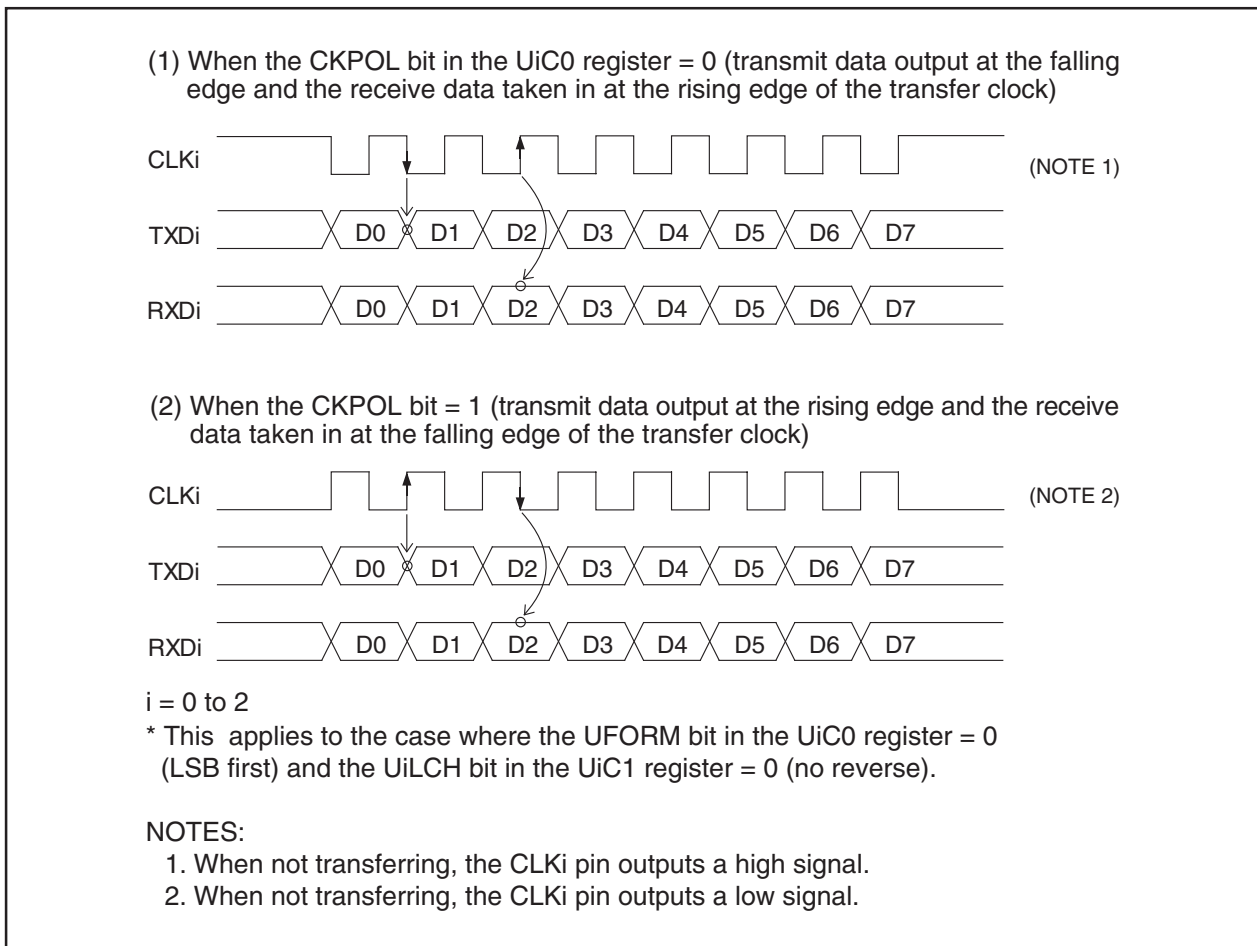 (1) When the CKPOL bit in the UiC0 register = 0 (transmit data output at the falling
edge and the receive data taken in at the rising edge of the transfer clock)
CLKi
(NOTE 1)
TXDi D0 D1 D2 D3 D4 D5 D6 D7
RXDi D0 D1 D2 D3 D4 D5 D6 D7
(2) When the CKPOL bit = 1 (transmit data output at the rising edge and the receive
data taken in at the falling edge of the transfer clock)
CLKi
(NOTE 2)
TXDi D0 D1 D2 D3 D4 D5 D6 D7
RXDi D0 D1 D2 D3 D4 D5 D6 D7
i = 0 to 2
* This applies to the case where the UFORM bit in the UiC0 register = 0
(LSB first) and the UiLCH bit in the UiC1 register = 0 (no reverse).
NOTES:
1. When not transferring, the CLKi pin outputs a high signal.
2. When not transferring, the CLKi pin outputs a low signal.